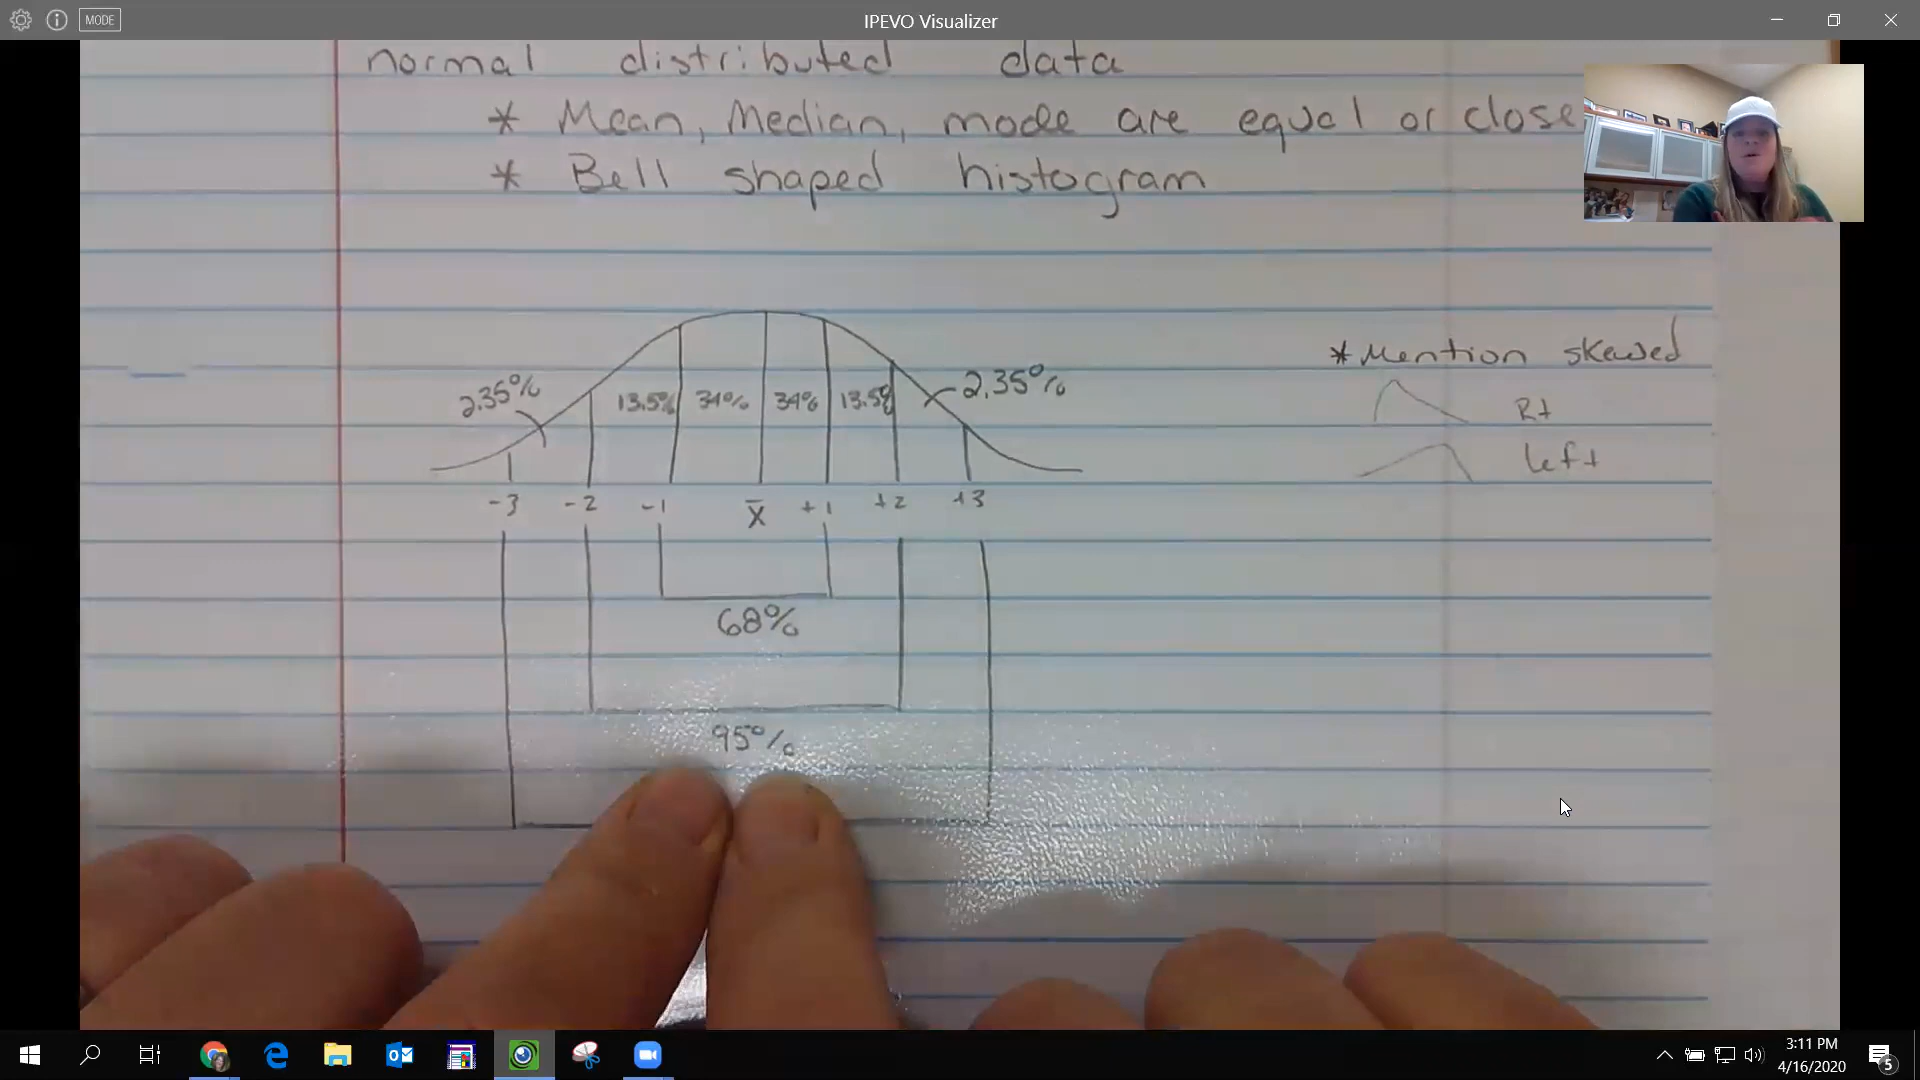 MODE
IPEVO Visualizer
normal distributed data
* Mean, Median, mode are equal or close
* Bell shaped histogram
*Mention skewed
Rt
left
2.35% 13.5% 34% 34% 13.5% 2.35%
-3 -2 -1 x̄ +1 +2 +3
68%
95%
3:11 PM
4/16/2020
5